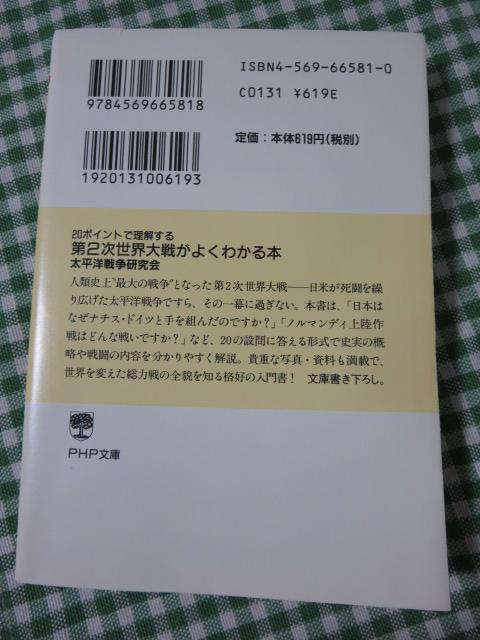 ISBN4-569-66581-0
9784569665818
C0131 ¥619E
定価：本体619円(税別)
1920131006193
20ポイントで理解する
第2次世界大戦がよくわかる本
太平洋戦争研究会
人類史上“最大の戦争”となった第2次世界大戦――日米が死闘を繰
り広げた太平洋戦争ですら、その一幕に過ぎない。本書は、「日本は
なぜナチス・ドイツと手を組んだのですか？」「ノルマンディ上陸作
戦はどんな戦いですか？」など、20の設問に答える形式で史実の概
略や戦闘の内容を分かりやすく解説。貴重な写真・資料も満載で、
世界を変えた総力戦の全貌を知る格好の入門書！ 文庫書き下ろし。
PHP文庫